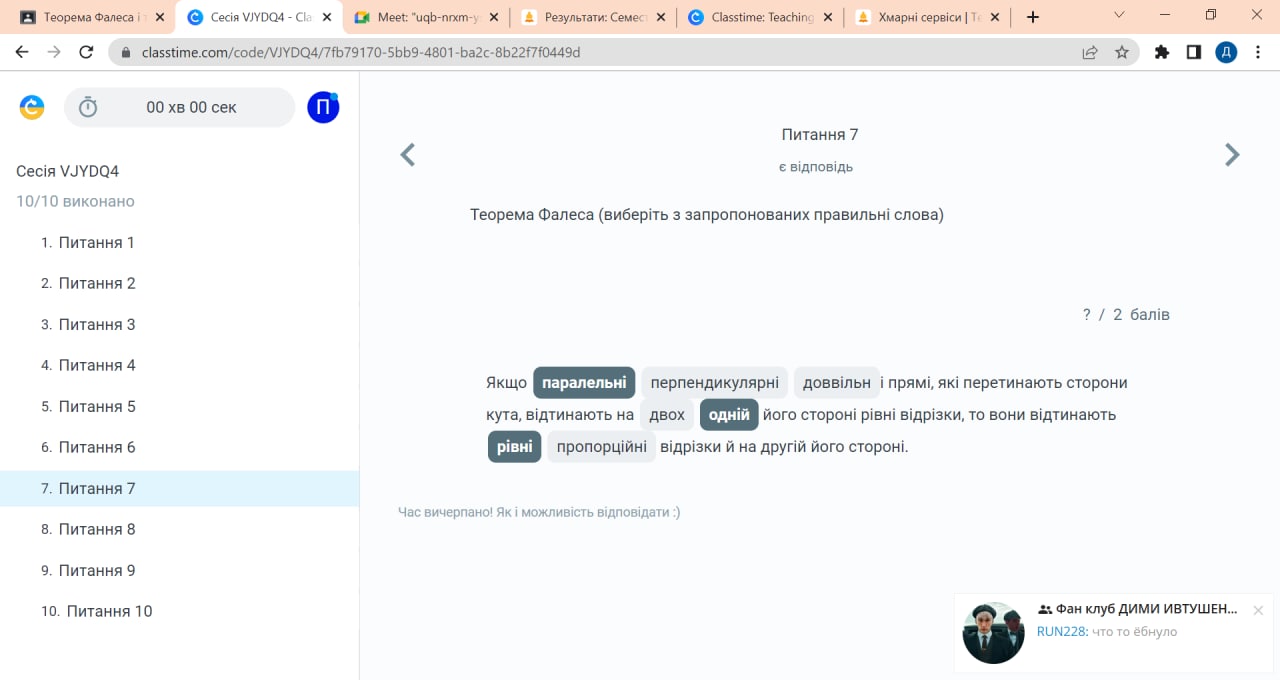 Теорема Фалеса і т
Сесія VJYDQ4 - Cla
Meet: "uqb-nrxm-y
Результати: Семест
Classtime: Teaching
Хмарні сервіси | Те
classtime.com/code/VJYDQ4/7fb79170-5bb9-4801-ba2c-8b22f7f0449d
Д
00 хв 00 сек
П
Сесія VJYDQ4
10/10 виконано
1. Питання 1
2. Питання 2
3. Питання 3
4. Питання 4
5. Питання 5
6. Питання 6
7. Питання 7
8. Питання 8
9. Питання 9
10. Питання 10
Питання 7
є відповідь
Теорема Фалеса (виберіть з запропонованих правильні слова)
? / 2 балів
Якщо паралельні перпендикулярні доввільн і прямі, які перетинають сторони
кута, відтинають на двох одній його стороні рівні відрізки, то вони відтинають
рівні пропорційні відрізки й на другій його стороні.
Час вичерпано! Як і можливість відповідати :)
Фан клуб ДИМИ ИВТУШЕН...
RUN228: что то ёбнуло